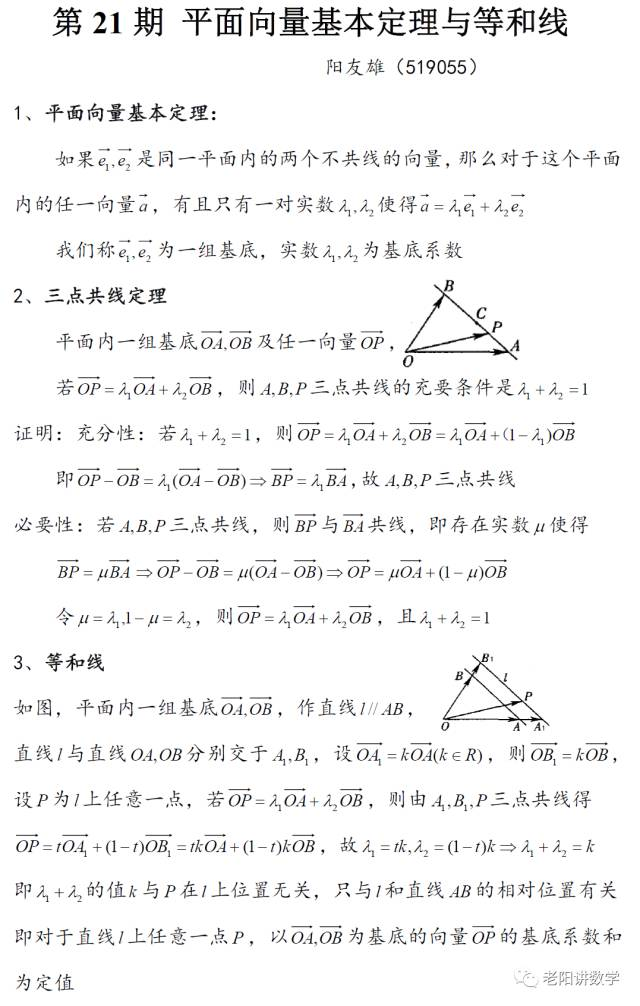 第 21 期 平面向量基本定理与等和线
阳友雄（519055）
1、平面向量基本定理：
如果 $\overrightarrow{e_1},\overrightarrow{e_2}$ 是同一平面内的两个不共线的向量，那么对于这个平面
内的任一向量 $\overrightarrow{a}$，有且只有一对实数 $\lambda_1,\lambda_2$ 使得 $\overrightarrow{a}=\lambda_1\overrightarrow{e_1}+\lambda_2\overrightarrow{e_2}$
我们称 $\overrightarrow{e_1},\overrightarrow{e_2}$ 为一组基底，实数 $\lambda_1,\lambda_2$ 为基底系数
2、三点共线定理
平面内一组基底 $\overrightarrow{OA},\overrightarrow{OB}$ 及任一向量 $\overrightarrow{OP}$，
B
C
P
A
O
若 $\overrightarrow{OP}=\lambda_1\overrightarrow{OA}+\lambda_2\overrightarrow{OB}$，则 $A,B,P$ 三点共线的充要条件是 $\lambda_1+\lambda_2=1$
证明：充分性：若 $\lambda_1+\lambda_2=1$，则 $\overrightarrow{OP}=\lambda_1\overrightarrow{OA}+\lambda_2\overrightarrow{OB}=\lambda_1\overrightarrow{OA}+(1-\lambda_1)\overrightarrow{OB}$
即 $\overrightarrow{OP}-\overrightarrow{OB}=\lambda_1(\overrightarrow{OA}-\overrightarrow{OB})\Rightarrow\overrightarrow{BP}=\lambda_1\overrightarrow{BA}$，故 $A,B,P$ 三点共线
必要性：若 $A,B,P$ 三点共线，则 $\overrightarrow{BP}$ 与 $\overrightarrow{BA}$ 共线，即存在实数 $\mu$ 使得
$\overrightarrow{BP}=\mu\overrightarrow{BA}\Rightarrow\overrightarrow{OP}-\overrightarrow{OB}=\mu(\overrightarrow{OA}-\overrightarrow{OB})\Rightarrow\overrightarrow{OP}=\mu\overrightarrow{OA}+(1-\mu)\overrightarrow{OB}$
令 $\mu=\lambda_1,1-\mu=\lambda_2$，则 $\overrightarrow{OP}=\lambda_1\overrightarrow{OA}+\lambda_2\overrightarrow{OB}$，且 $\lambda_1+\lambda_2=1$
3、等和线
如图，平面内一组基底 $\overrightarrow{OA},\overrightarrow{OB}$，作直线 $l//AB$，
B₁
B
l
P
O
A
A₁
直线 $l$ 与直线 $OA,OB$ 分别交于 $A_1,B_1$，设 $\overrightarrow{OA_1}=k\overrightarrow{OA}(k\in R)$，则 $\overrightarrow{OB_1}=k\overrightarrow{OB}$，
设 $P$ 为 $l$ 上任意一点，若 $\overrightarrow{OP}=\lambda_1\overrightarrow{OA}+\lambda_2\overrightarrow{OB}$，则由 $A_1,B_1,P$ 三点共线得
$\overrightarrow{OP}=t\overrightarrow{OA_1}+(1-t)\overrightarrow{OB_1}=tk\overrightarrow{OA}+(1-t)k\overrightarrow{OB}$，故 $\lambda_1=tk,\lambda_2=(1-t)k\Rightarrow\lambda_1+\lambda_2=k$
即 $\lambda_1+\lambda_2$ 的值 $k$ 与 $P$ 在 $l$ 上位置无关，只与 $l$ 和直线 $AB$ 的相对位置有关
即对于直线 $l$ 上任意一点 $P$，以 $\overrightarrow{OA},\overrightarrow{OB}$ 为基底的向量 $\overrightarrow{OP}$ 的基底系数和
为定值
老阳讲数学